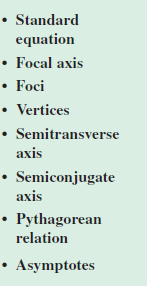 • Standard
equation
• Focal axis
• Foci
• Vertices
• Semitransverse
axis
• Semiconjugate
axis
• Pythagorean
relation
• Asymptotes